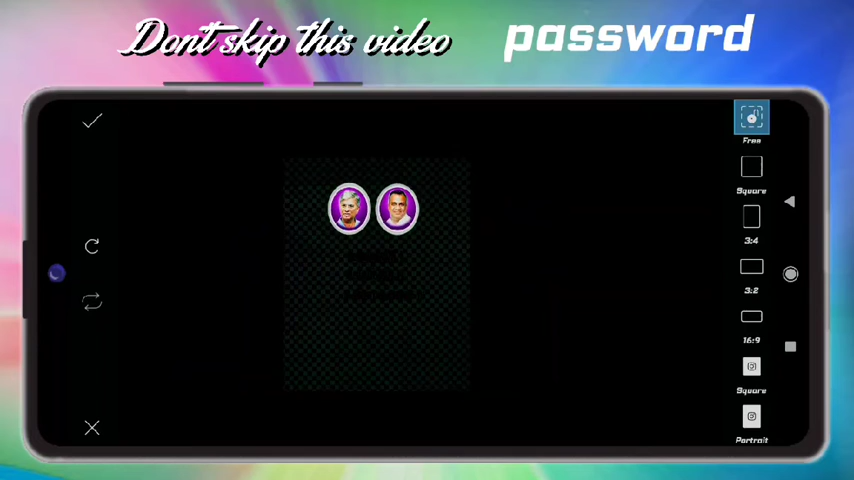 Dont skip this video
password
Free
Square
3:4
3:2
16:9
Square
Portrait